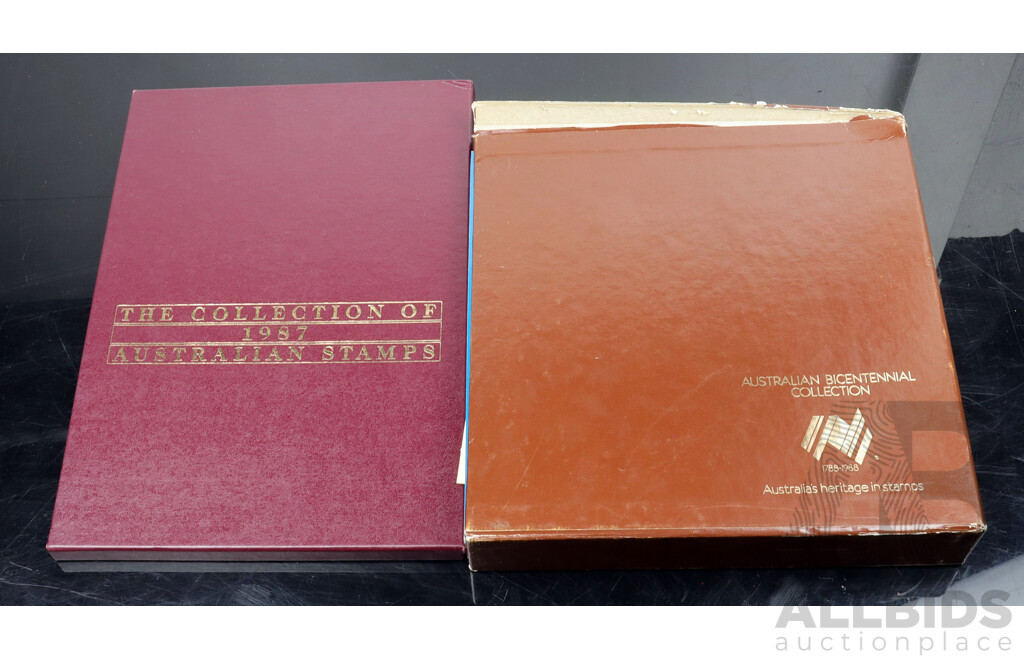 THE COLLECTION OF
1987
AUSTRALIAN STAMPS
AUSTRALIAN BICENTENNIAL
COLLECTION
1788-1988
Australia's heritage in stamps
ALLBIDS
auctionplace